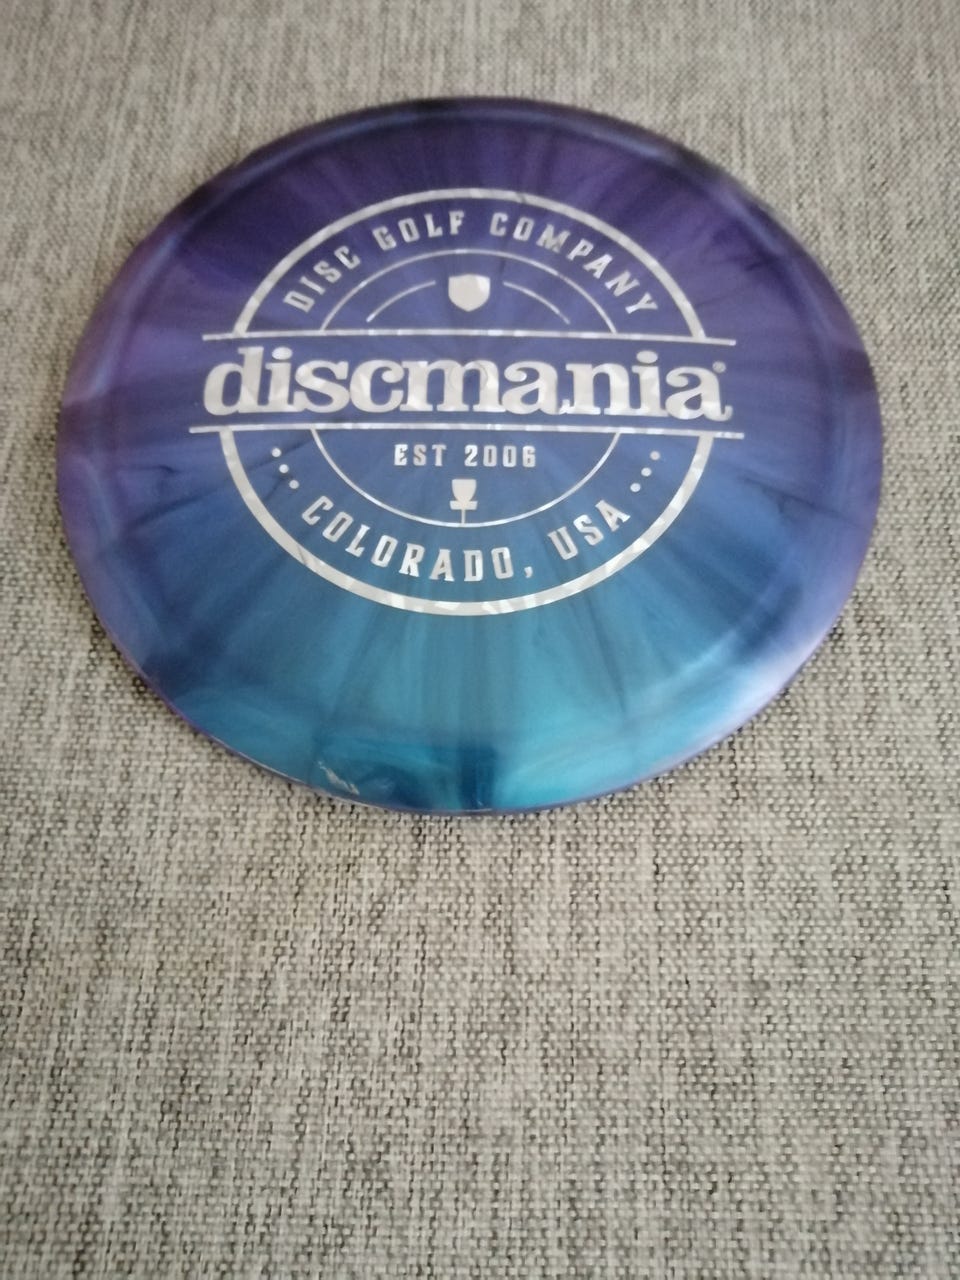 DISC GOLF COMPANY
discmania®
EST 2006
COLORADO, USA